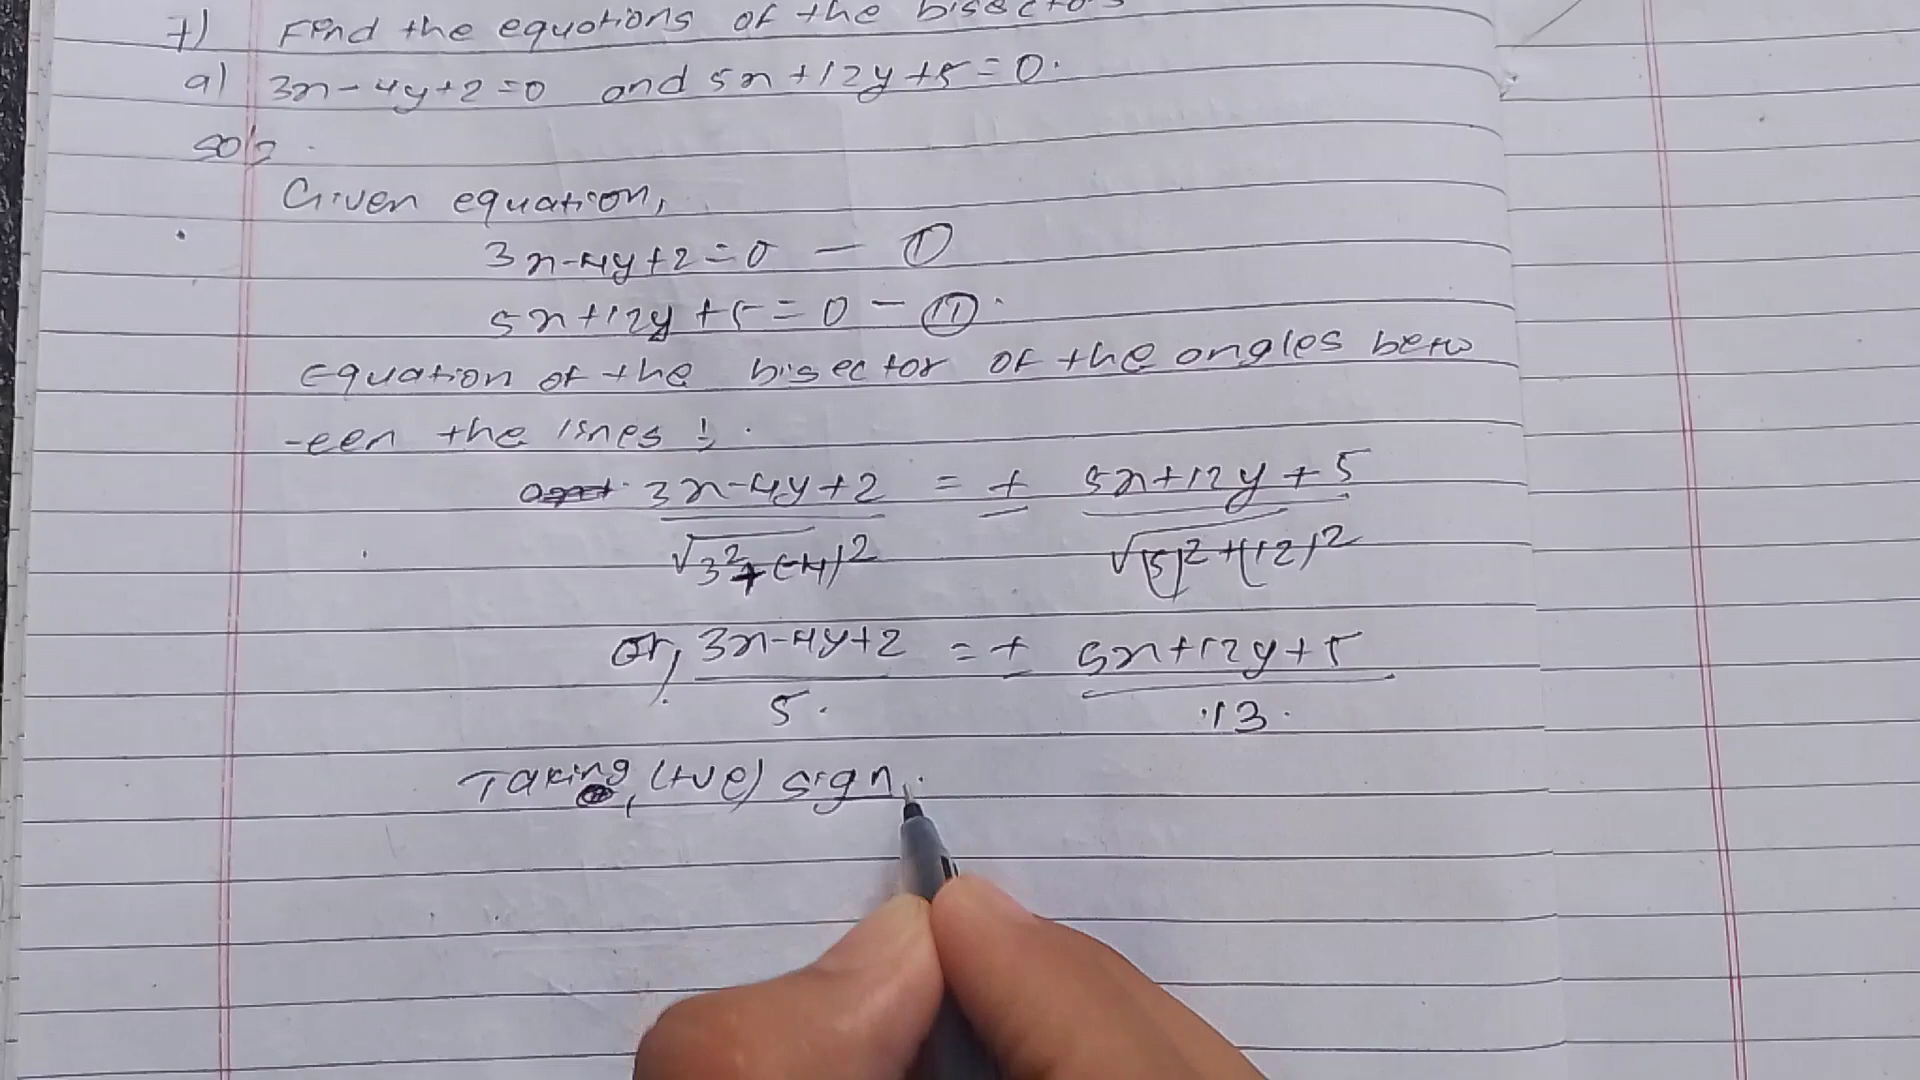 7) Find the equations of the bisectors
a) 3x-4y+2=0 and 5x+12y+5=0.
Soln.
Given equation,
3x-4y+2=0 — (I)
5x+12y+5=0 — (II).
Equation of the bisector of the angles betw
-een the lines ;.
3x-4y+2 = ± 5x+12y+5
√3²+(-4)² √(5)²+(12)²
or, 3x-4y+2 = ± 5x+12y+5
5. 13.
Taking, (+ve) sign.